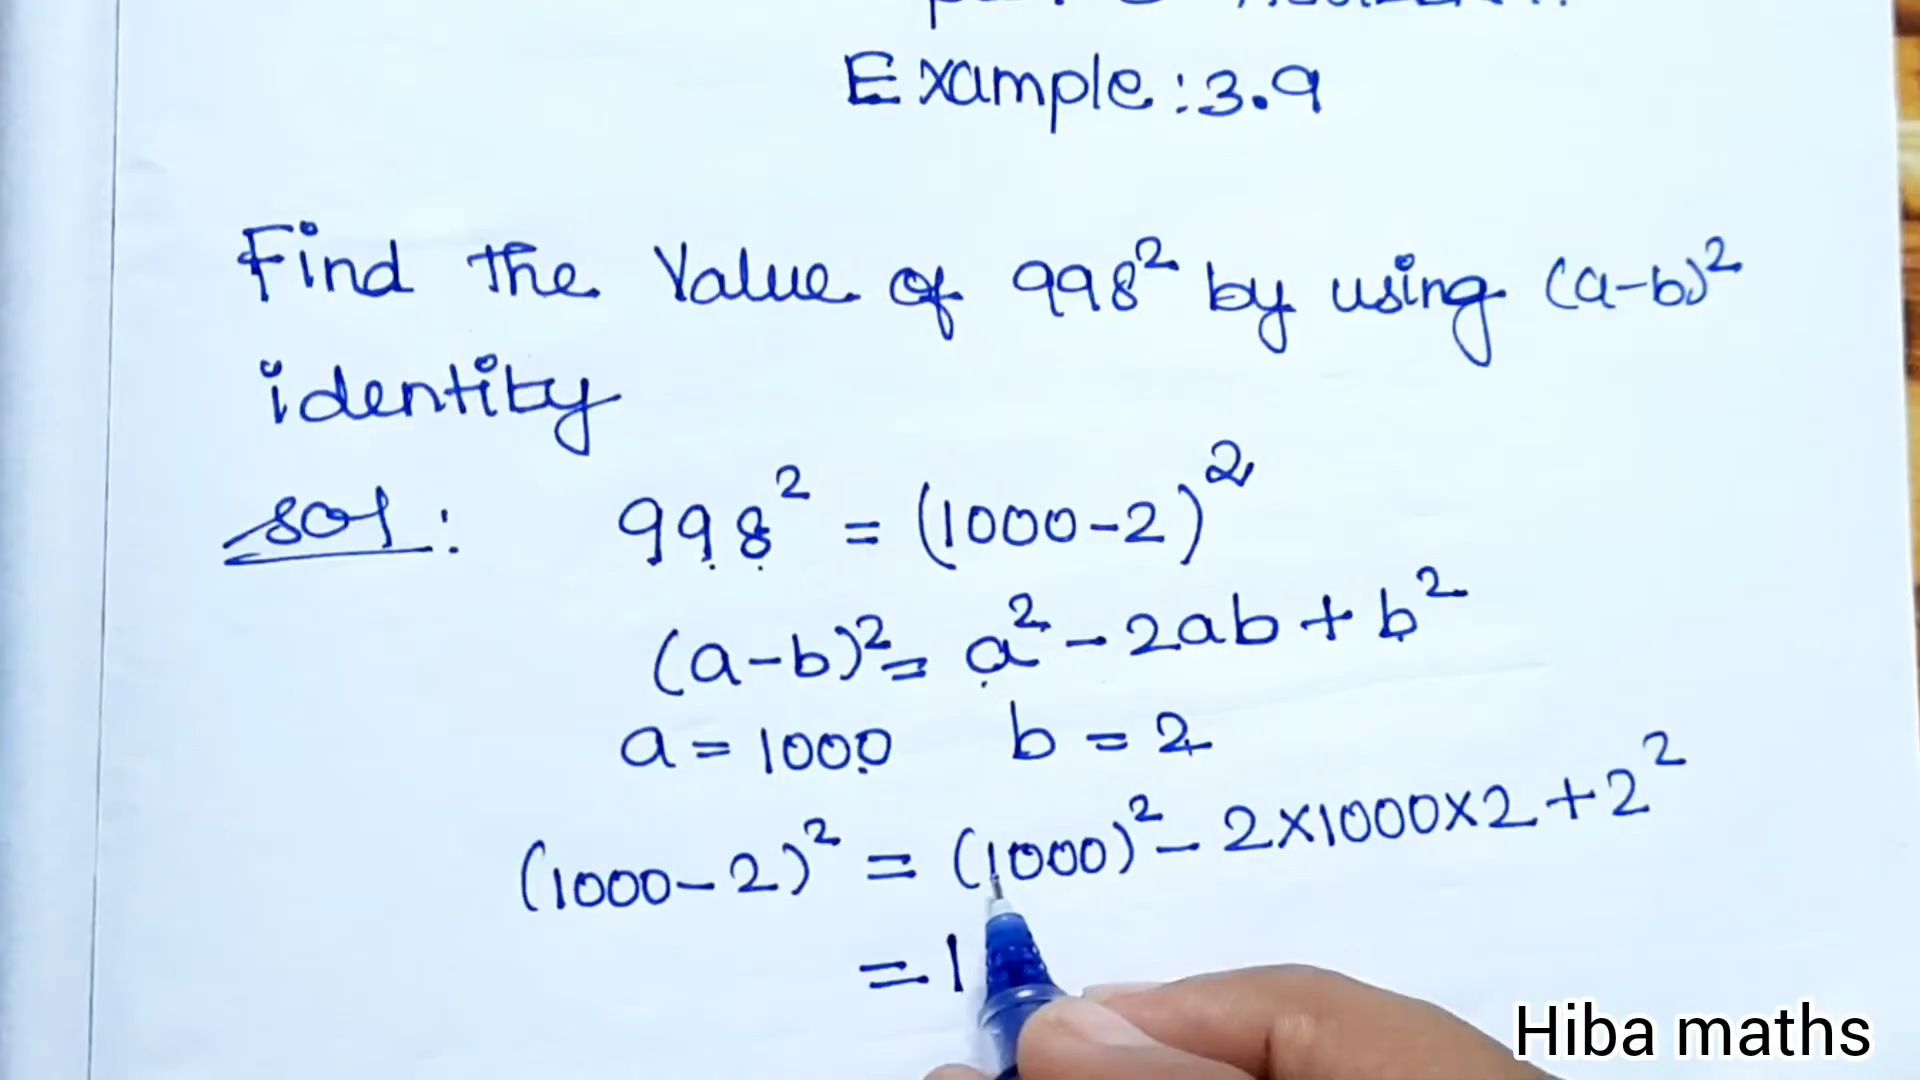 Example : 3.9
Find the Value of 998² by using (a-b)²
identity
Sol : 998² = (1000-2)²
(a-b)² = a² - 2ab + b²
a = 1000 b = 2
(1000-2)² = (1000)² - 2×1000×2 + 2²
= 1
Hiba maths